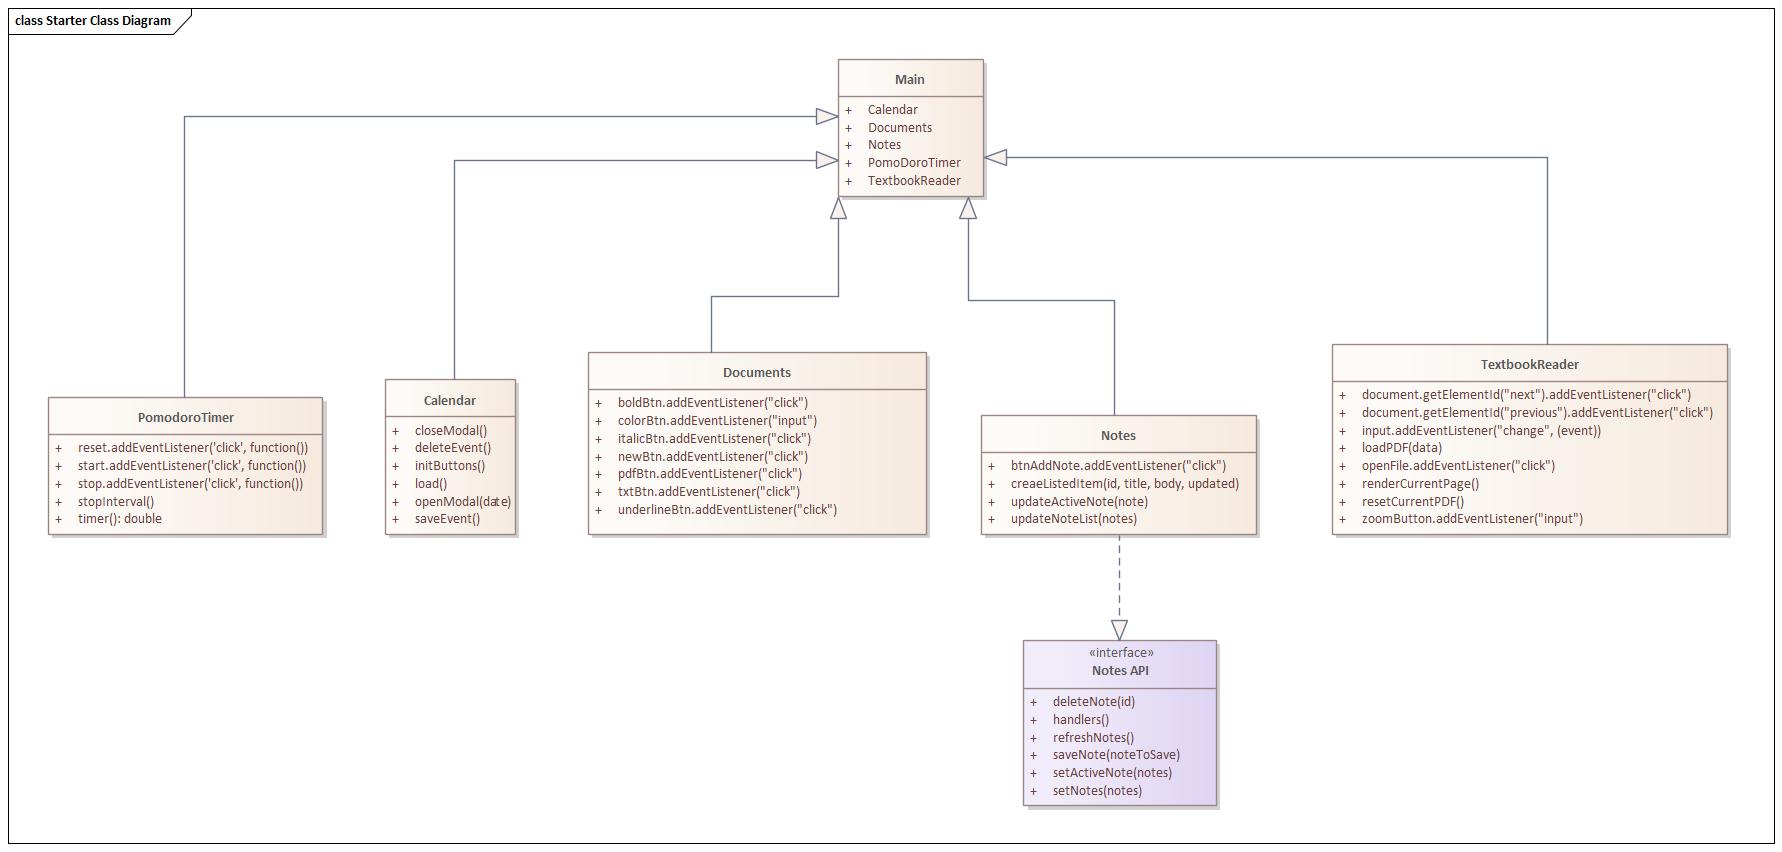 class Starter Class Diagram
Main
+ Calendar
+ Documents
+ Notes
+ PomoDoroTimer
+ TextbookReader
PomodoroTimer
+ reset.addEventListener('click', function())
+ start.addEventListener('click', function())
+ stop.addEventListener('click', function())
+ stopInterval()
+ timer(): double
Calendar
+ closeModal()
+ deleteEvent()
+ initButtons()
+ load()
+ openModal(date)
+ saveEvent()
Documents
+ boldBtn.addEventListener("click")
+ colorBtn.addEventListener("input")
+ italicBtn.addEventListener("click")
+ newBtn.addEventListener("click")
+ pdfBtn.addEventListener("click")
+ txtBtn.addEventListener("click")
+ underlineBtn.addEventListener("click")
Notes
+ btnAddNote.addEventListener("click")
+ creaeListedItem(id, title, body, updated)
+ updateActiveNote(note)
+ updateNoteList(notes)
TextbookReader
+ document.getElementId("next").addEventListener("click")
+ document.getElementId("previous").addEventListener("click")
+ input.addEventListener("change", (event))
+ loadPDF(data)
+ openFile.addEventListener("click")
+ renderCurrentPage()
+ resetCurrentPDF()
+ zoomButton.addEventListener("input")
«interface»
Notes API
+ deleteNote(id)
+ handlers()
+ refreshNotes()
+ saveNote(noteToSave)
+ setActiveNote(notes)
+ setNotes(notes)